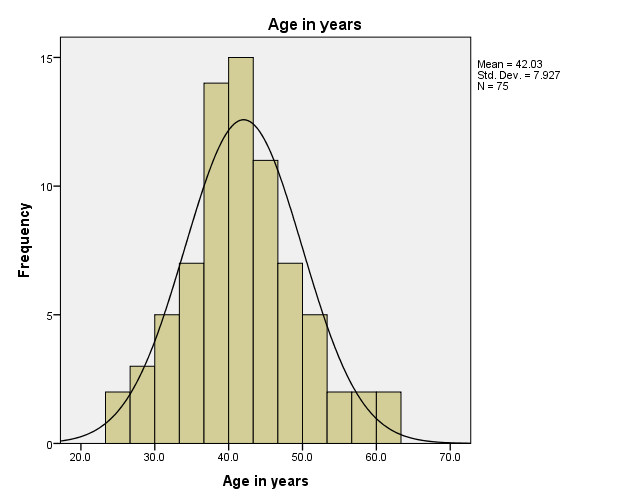 Age in years
Mean = 42.03
Std. Dev. = 7.927
N = 75
Frequency
15
10
5
0
20.0 30.0 40.0 50.0 60.0 70.0
Age in years